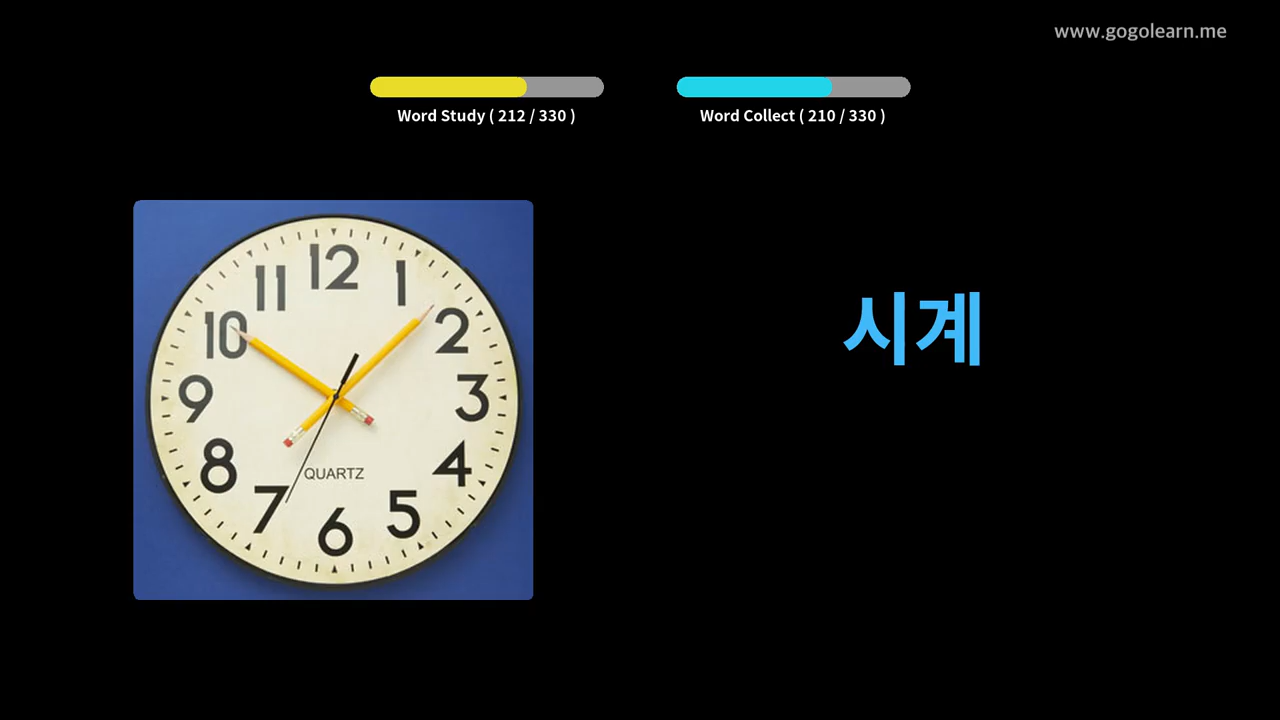 www.gogolearn.me
Word Study ( 212 / 330 )
Word Collect ( 210 / 330 )
12
11
1
10
2
9
3
8
4
7
5
6
QUARTZ
시계